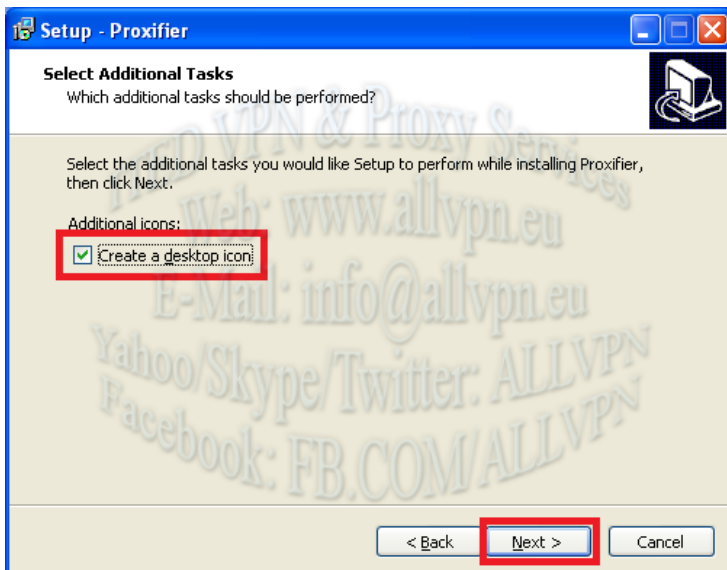 Setup - Proxifier
Select Additional Tasks
Which additional tasks should be performed?
Select the additional tasks you would like Setup to perform while installing Proxifier,
then click Next.
Additional icons:
Create a desktop icon
< Back
Next >
Cancel
AED VPN & Proxy Services
Web: www.allvpn.eu
E-Mail: info@allvpn.eu
Yahoo/Skype/Twitter: ALLVPN
Facebook: FB.COM/ALLVPN